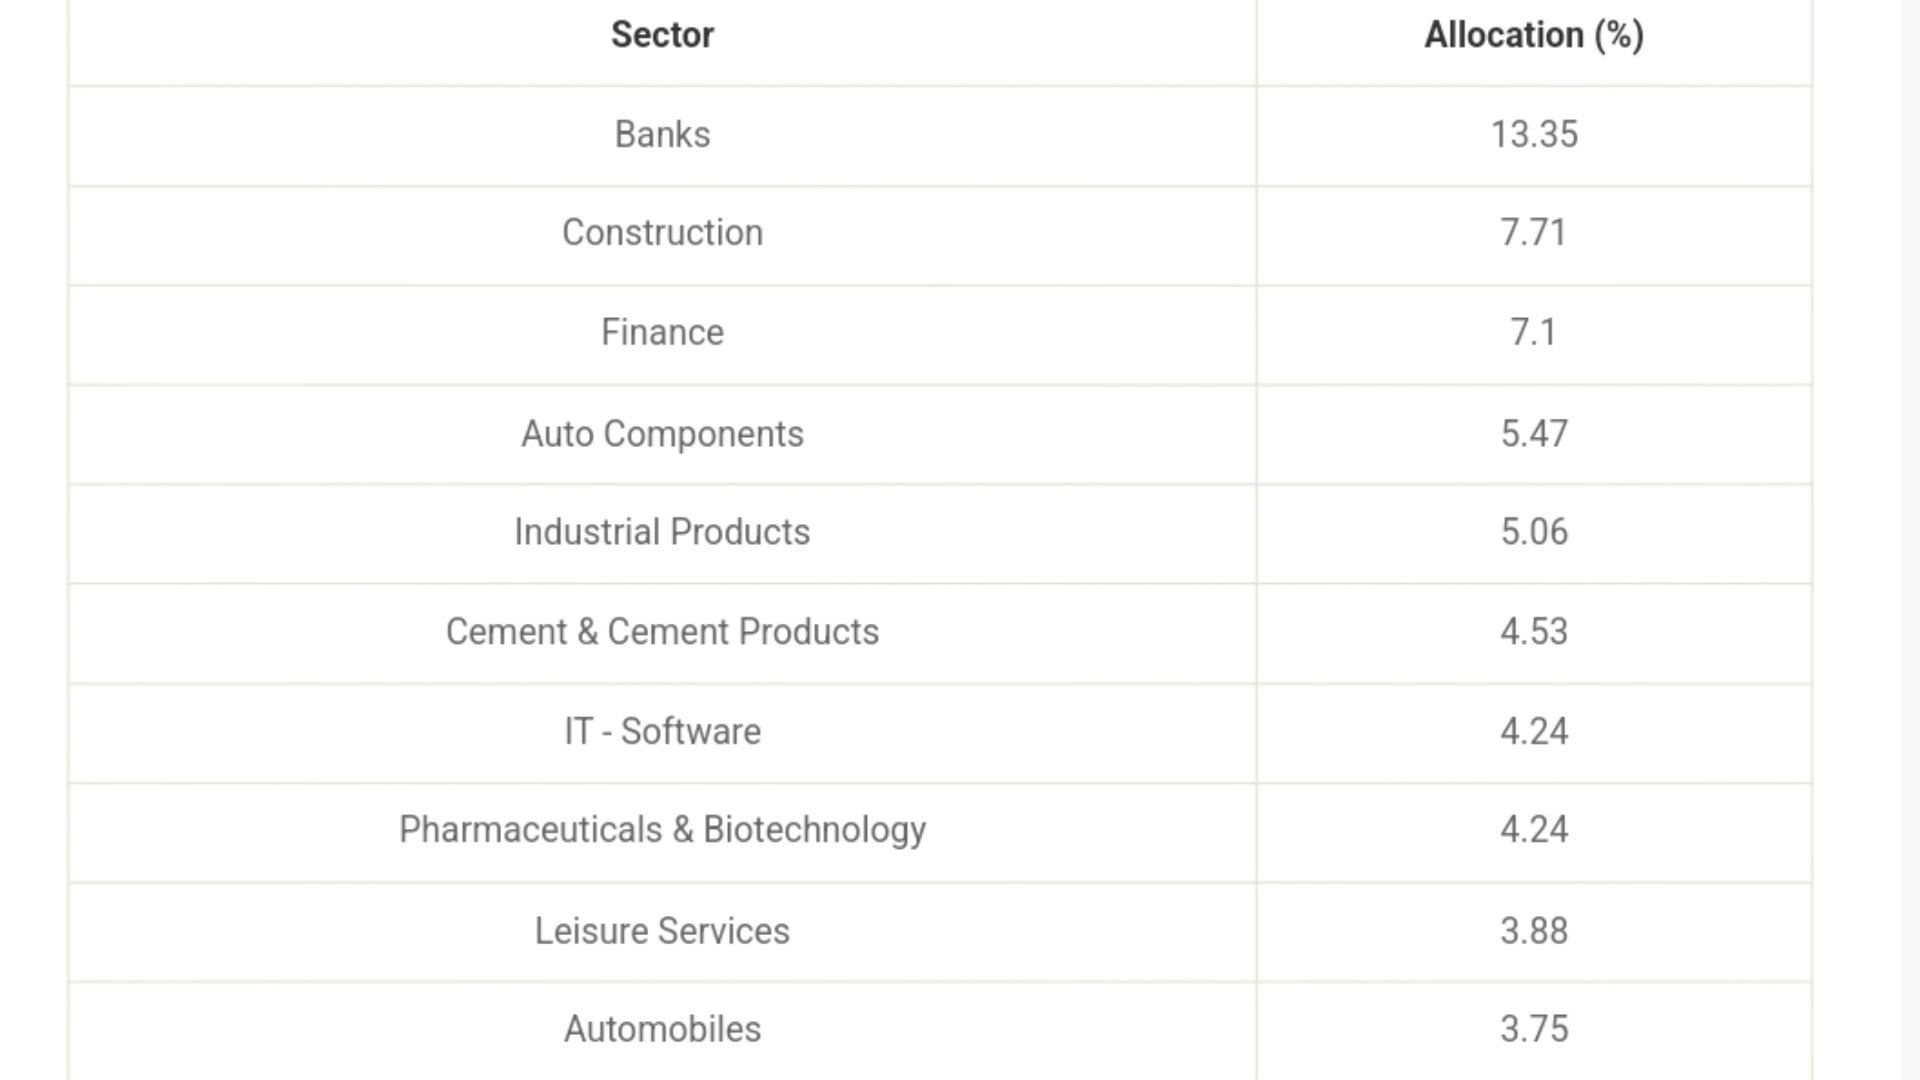 Sector Allocation (%)
Banks 13.35
Construction 7.71
Finance 7.1
Auto Components 5.47
Industrial Products 5.06
Cement & Cement Products 4.53
IT - Software 4.24
Pharmaceuticals & Biotechnology 4.24
Leisure Services 3.88
Automobiles 3.75